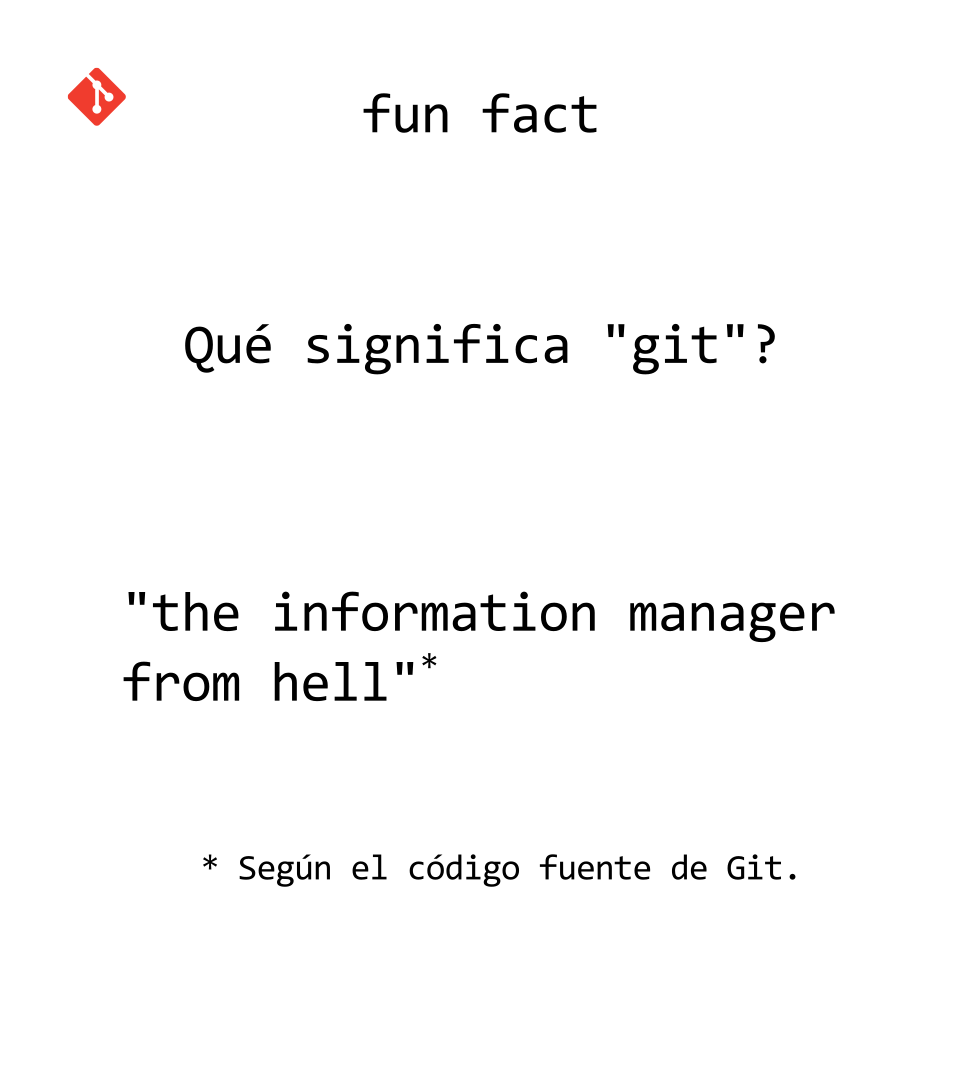 fun fact
Qué significa "git"?
"the information manager
from hell"*
* Según el código fuente de Git.